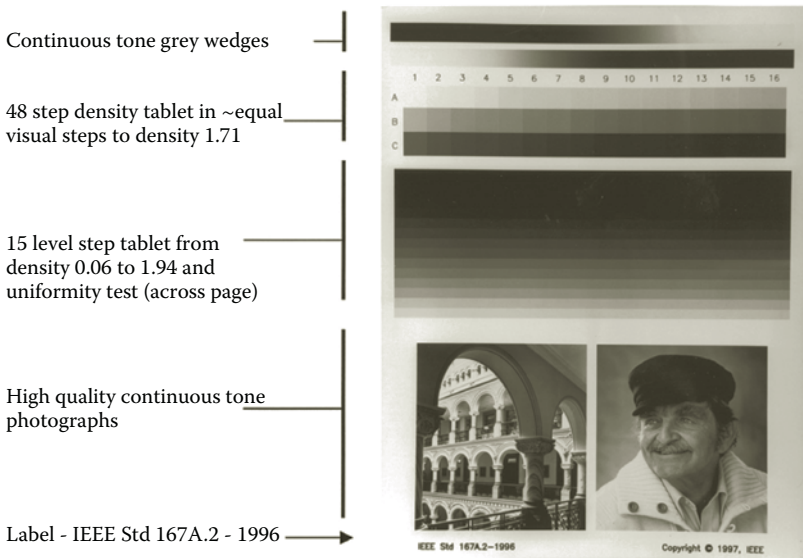 Continuous tone grey wedges
48 step density tablet in ~equal
visual steps to density 1.71
15 level step tablet from
density 0.06 to 1.94 and
uniformity test (across page)
High quality continuous tone
photographs
Label - IEEE Std 167A.2 - 1996
1 2 3 4 5 6 7 8 9 10 11 12 13 14 15 16
A
B
C
IEEE Std 167A.2-1996
Copyright © 1997, IEEE